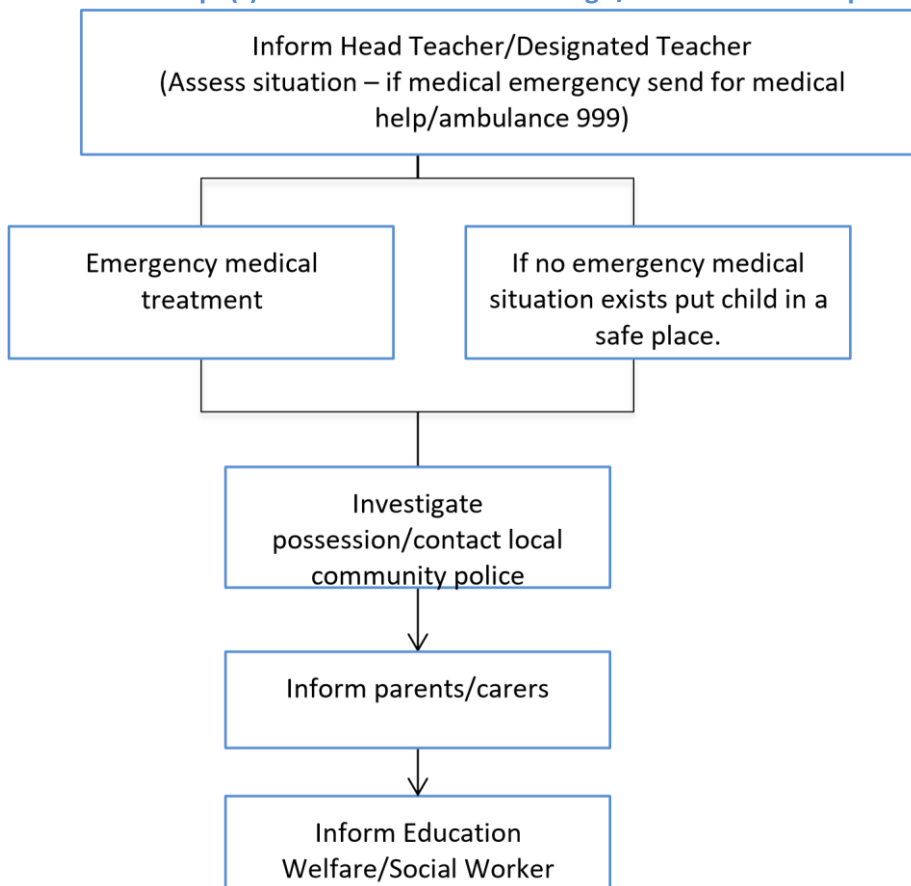 Inform Head Teacher/Designated Teacher
(Assess situation – if medical emergency send for medical
help/ambulance 999)
Emergency medical
treatment
If no emergency medical
situation exists put child in a
safe place.
Investigate
possession/contact local
community police
Inform parents/carers
Inform Education
Welfare/Social Worker